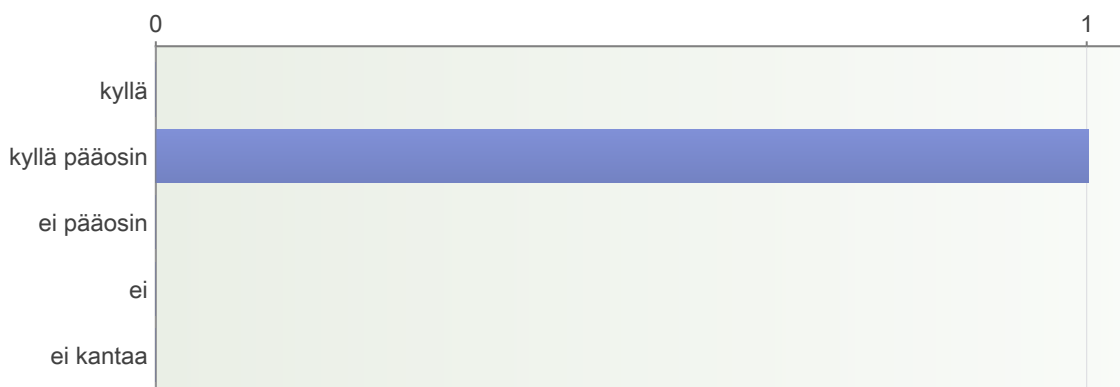 0 1
kyllä
kyllä pääosin
ei pääosin
ei
ei kantaa